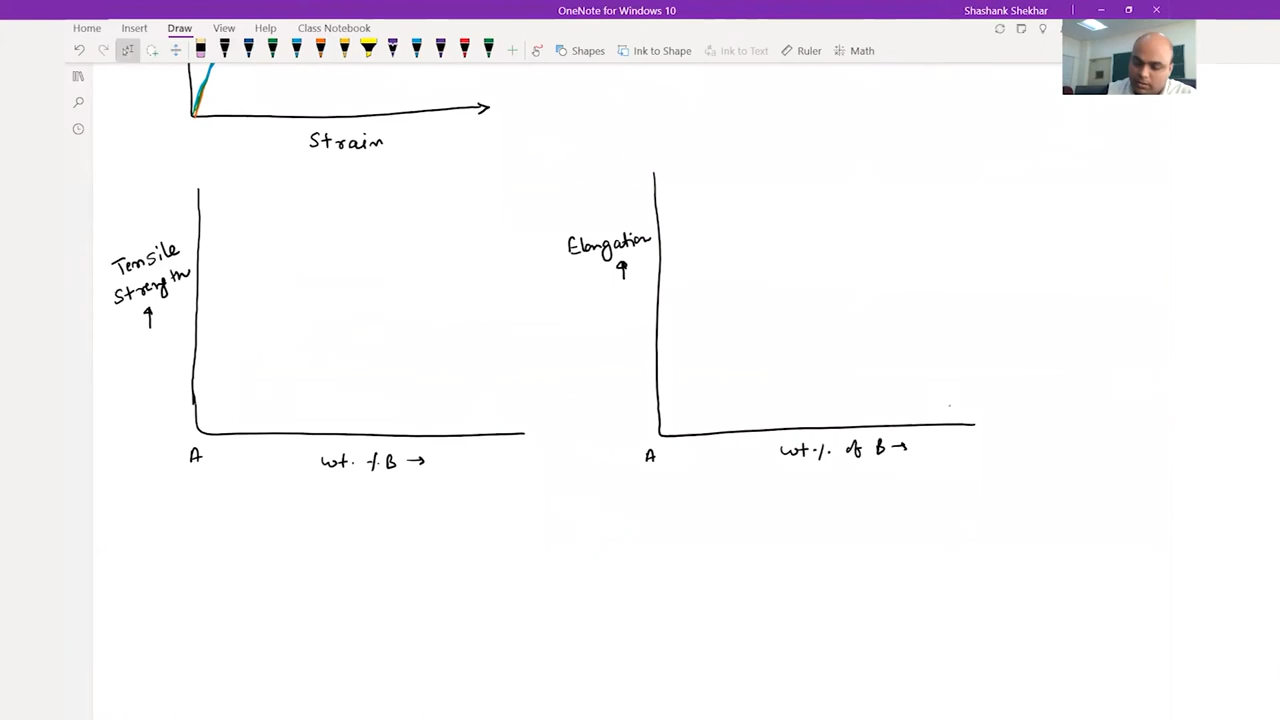 OneNote for Windows 10
Shashank Shekhar
Home Insert Draw View Help Class Notebook
Shapes Ink to Shape Ink to Text Ruler Math
Strain
Tensile
Strength
↑
A
wt. % B →
Elongation
↑
A
wt % of B →